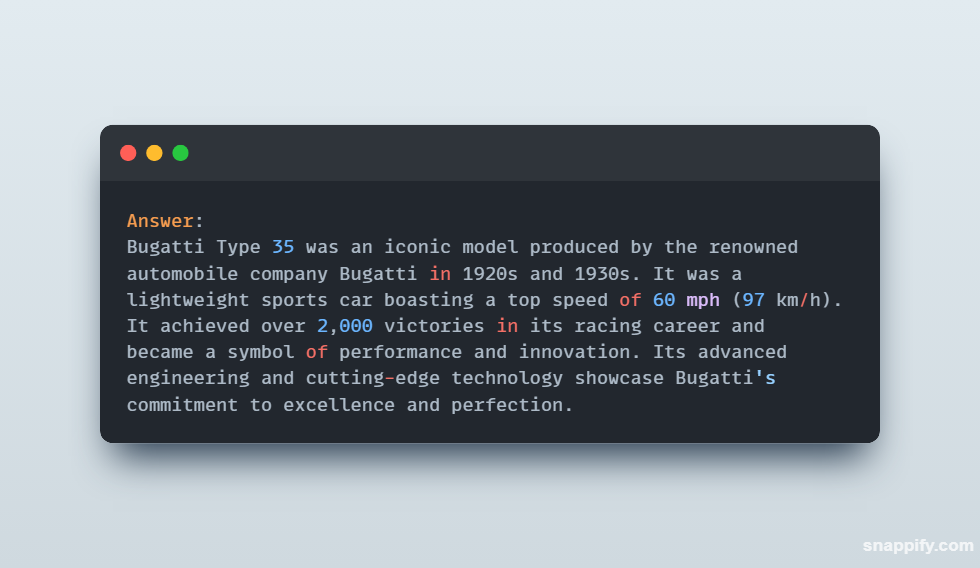 Answer:
Bugatti Type 35 was an iconic model produced by the renowned
automobile company Bugatti in 1920s and 1930s. It was a
lightweight sports car boasting a top speed of 60 mph (97 km/h).
It achieved over 2,000 victories in its racing career and
became a symbol of performance and innovation. Its advanced
engineering and cutting-edge technology showcase Bugatti's
commitment to excellence and perfection.
snappify.com